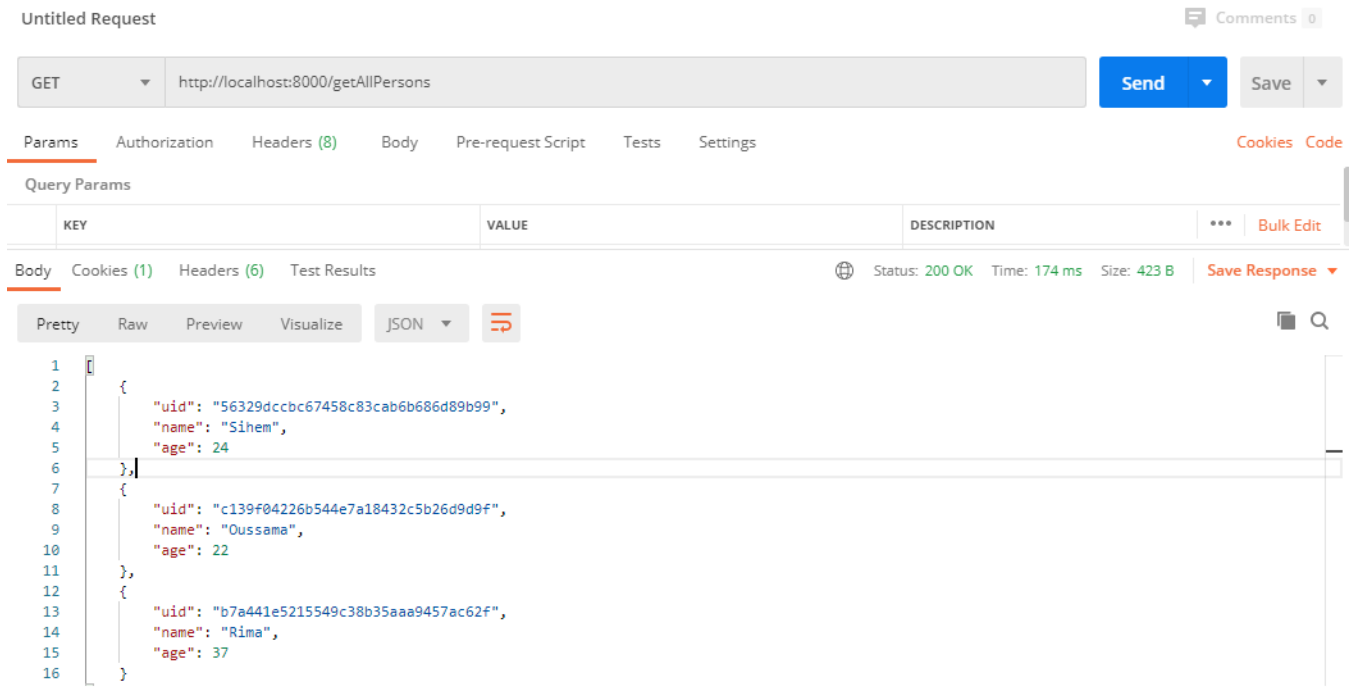 Untitled Request
Comments 0
GET http://localhost:8000/getAllPersons Send Save
Params Authorization Headers (8) Body Pre-request Script Tests Settings Cookies Code
Query Params
KEY VALUE DESCRIPTION ••• Bulk Edit
Body Cookies (1) Headers (6) Test Results Status: 200 OK Time: 174 ms Size: 423 B Save Response
Pretty Raw Preview Visualize JSON
1 [
2 {
3 "uid": "56329dccbc67458c83cab6b686d89b99",
4 "name": "Sihem",
5 "age": 24
6 },
7 {
8 "uid": "c139f04226b544e7a18432c5b26d9d9f",
9 "name": "Oussama",
10 "age": 22
11 },
12 {
13 "uid": "b7a441e5215549c38b35aaa9457ac62f",
14 "name": "Rima",
15 "age": 37
16 }